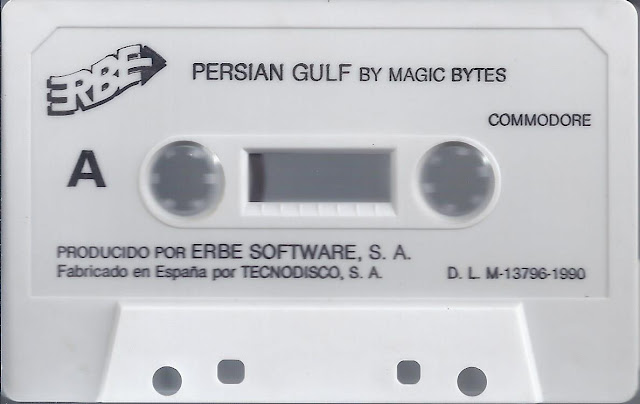 ERBE
PERSIAN GULF BY MAGIC BYTES
COMMODORE
A
PRODUCIDO POR ERBE SOFTWARE, S. A.
Fabricado en España por TECNODISCO, S. A.
D. L. M-13796-1990